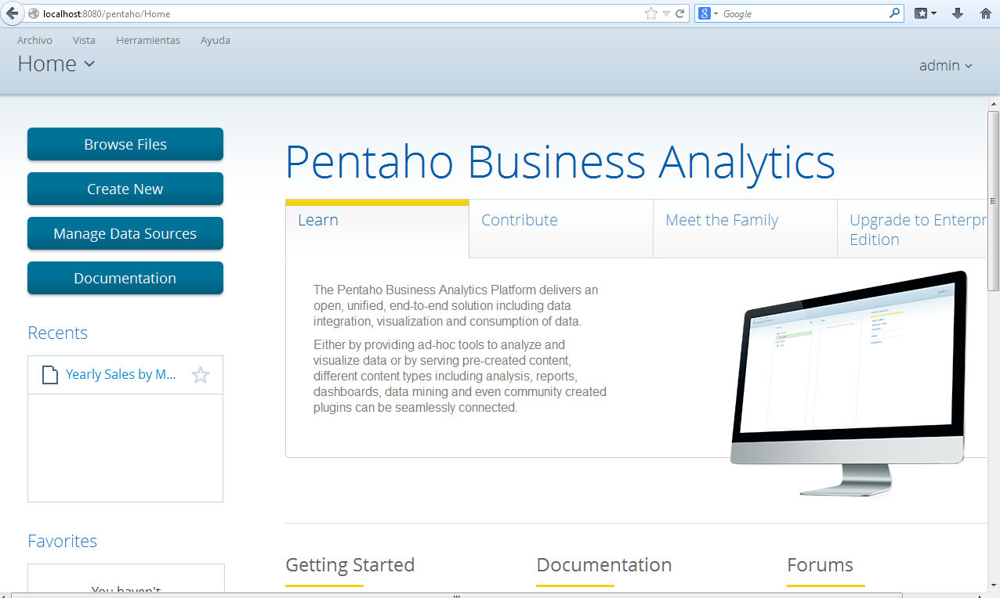 localhost:8080/pentaho/Home
Google
Archivo Vista Herramientas Ayuda
Home
admin
Browse Files
Create New
Manage Data Sources
Documentation
Recents
Yearly Sales by M...
Favorites
You haven't
Pentaho Business Analytics
Learn
Contribute
Meet the Family
Upgrade to Enterpr
Edition
The Pentaho Business Analytics Platform delivers an
open, unified, end-to-end solution including data
integration, visualization and consumption of data.
Either by providing ad-hoc tools to analyze and
visualize data or by serving pre-created content,
different content types including analysis, reports,
dashboards, data mining and even community created
plugins can be seamlessly connected.
Getting Started
Documentation
Forums